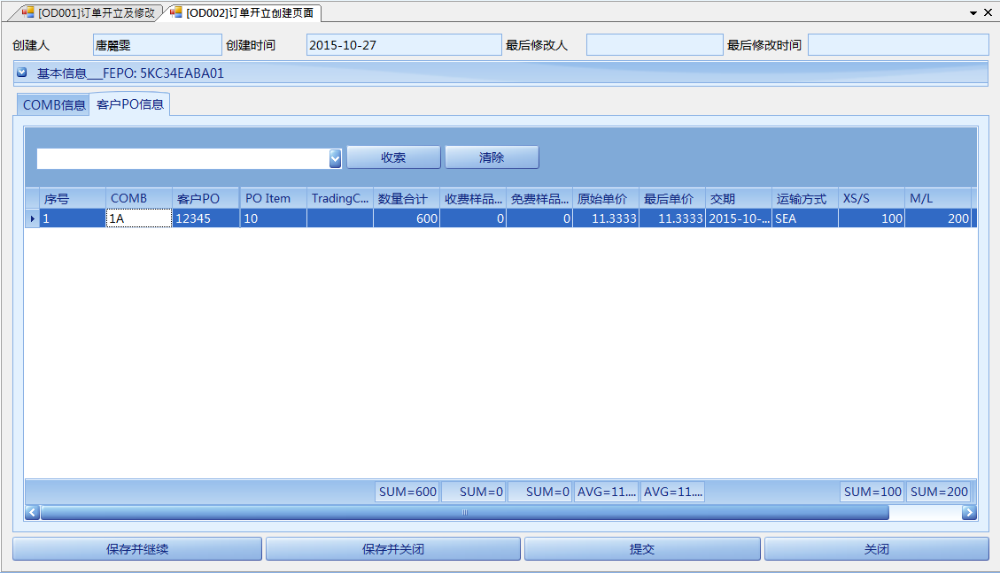 [OD001]订单开立及修改 [OD002]订单开立创建页面
创建人 唐麗雯 创建时间 2015-10-27 最后修改人 最后修改时间
基本信息___FEPO: 5KC34EABA01
COMB信息 客户PO信息
收索 清除
序号 COMB 客户PO PO Item TradingC... 数量合计 收费样品... 免费样品... 原始单价 最后单价 交期 运输方式 XS/S M/L
1 1A 12345 10 600 0 0 11.3333 11.3333 2015-10-... SEA 100 200
SUM=600 SUM=0 SUM=0 AVG=11.... AVG=11.... SUM=100 SUM=200
保存并继续 保存并关闭 提交 关闭